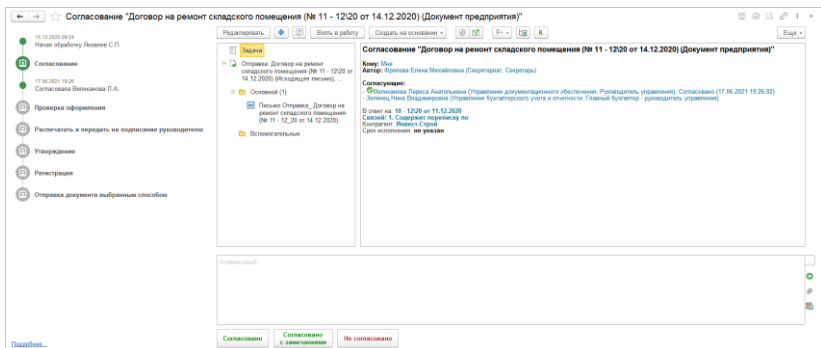 Согласование "Договор на ремонт складского помещения (№ 11 - 12\20 от 14.12.2020) (Документ предприятия)"
15.12.2020 09:24
Начал обработку Яковлев С.П.
Согласование
17.06.2021 19:26
Согласовала Великанова Л.А.
Проверка оформления
Распечатать и передать на подписание руководителю
Утверждение
Регистрация
Отправка документа выбранным способом
Подробнее...
Редактировать
Взять в работу
Создать на основании
К
Еще
Задача
Отправка: Договор на ремонт
складского помещения (№ 11 - 12\20 от
14.12.2020) (Исходящее письмо), ...
Основной (1)
Письмо Отправка_ Договор на
ремонт складского помещения
(№ 11 - 12_20 от 14.12.2020)
Вспомогательные
Согласование "Договор на ремонт складского помещения (№ 11 - 12\20 от 14.12.2020) (Документ предприятия)"
Кому: Мне
Автор: Фролова Елена Михайловна (Секретариат, Секретарь)
Согласующие:
- Великанова Лариса Анатольевна (Управление документационного обеспечения, Руководитель управления), Согласовано (17.06.2021 19:26:02)
- Зеленец Нина Владимировна (Управление бухгалтерского учета и отчетности, Главный бухгалтер - руководитель управления)
В ответ на: 10 - 12\20 от 11.12.2020
Связей: 1. Содержит переписку по
Контрагент: Инвест-Строй
Срок исполнения: не указан
Комментарий
...
Согласовано
Согласовано
с замечаниями
Не согласовано